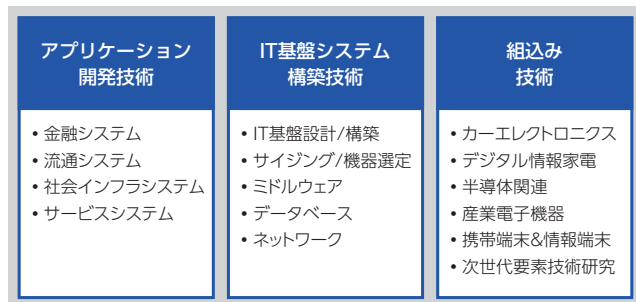 アプリケーション
開発技術
• 金融システム
• 流通システム
• 社会インフラシステム
• サービスシステム
IT基盤システム
構築技術
• IT基盤設計/構築
• サイジング/機器選定
• ミドルウェア
• データベース
• ネットワーク
組込み
技術
• カーエレクトロニクス
• デジタル情報家電
• 半導体関連
• 産業電子機器
• 携帯端末&情報端末
• 次世代要素技術研究